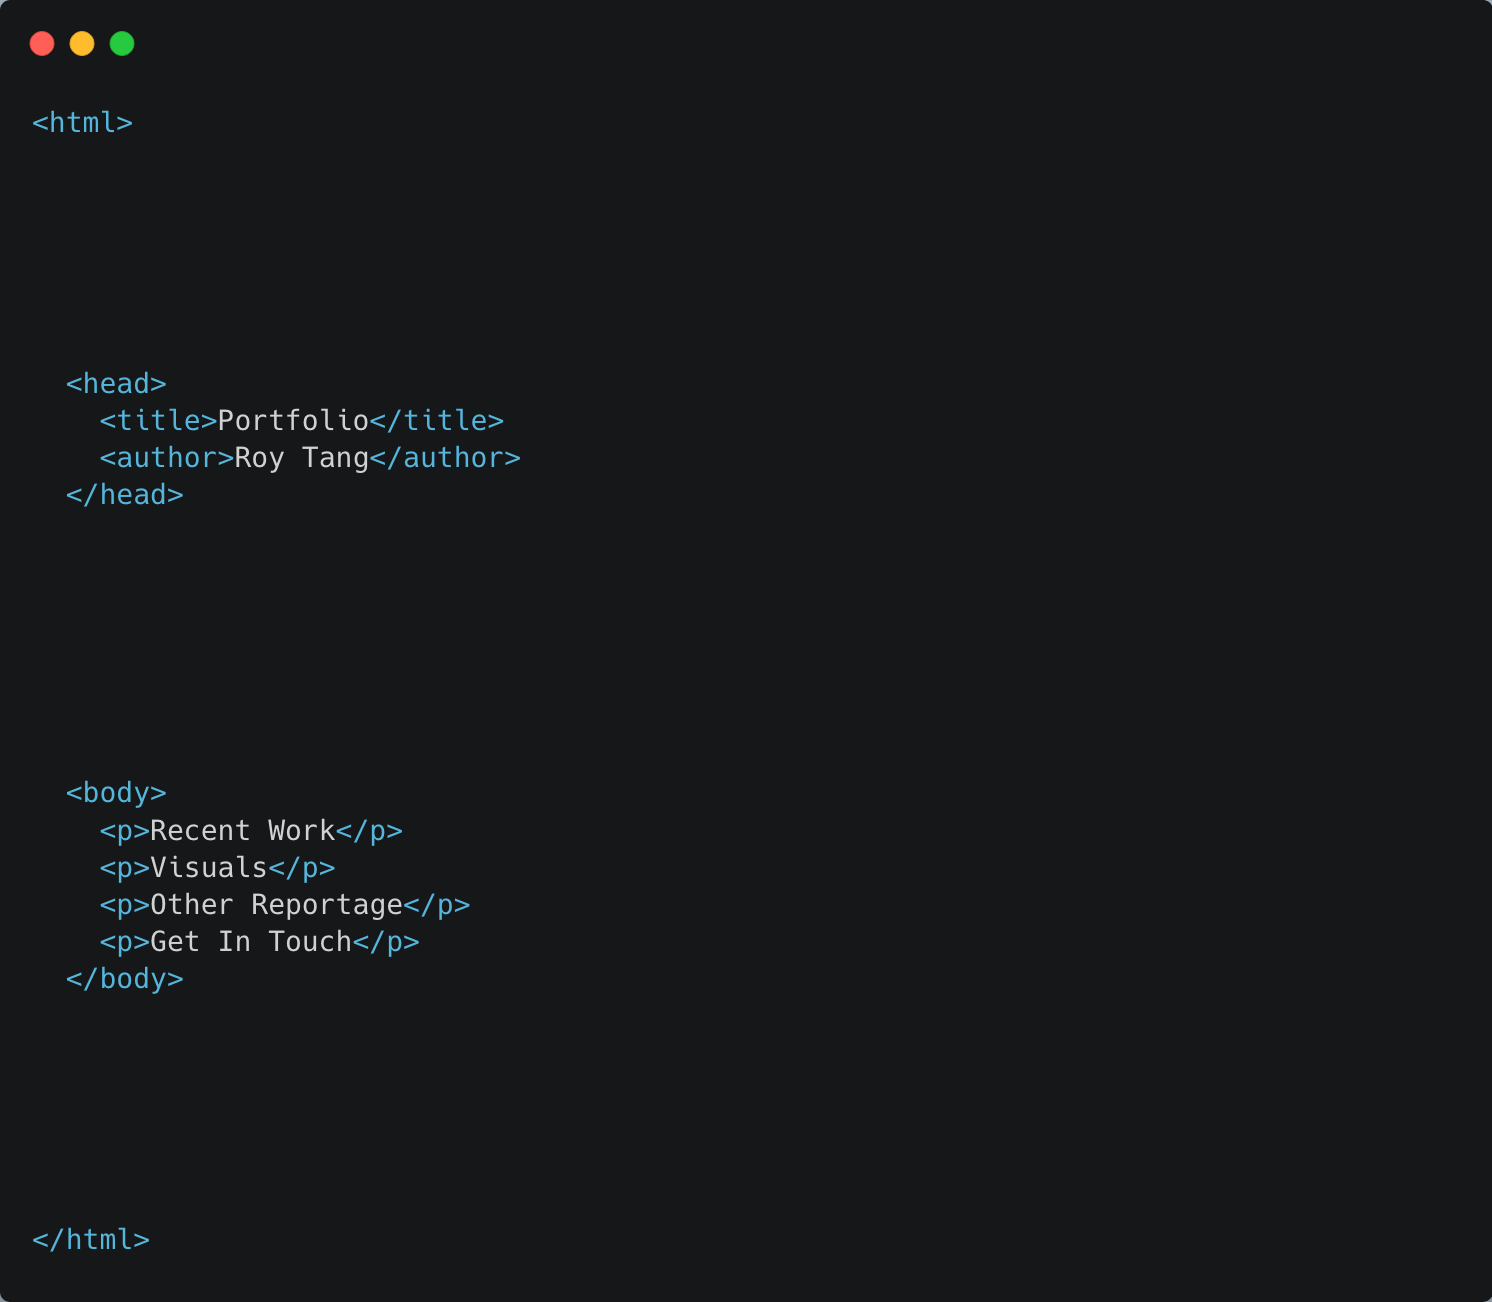 <html>
<head>
<title>Portfolio</title>
<author>Roy Tang</author>
</head>
<body>
<p>Recent Work</p>
<p>Visuals</p>
<p>Other Reportage</p>
<p>Get In Touch</p>
</body>
</html>